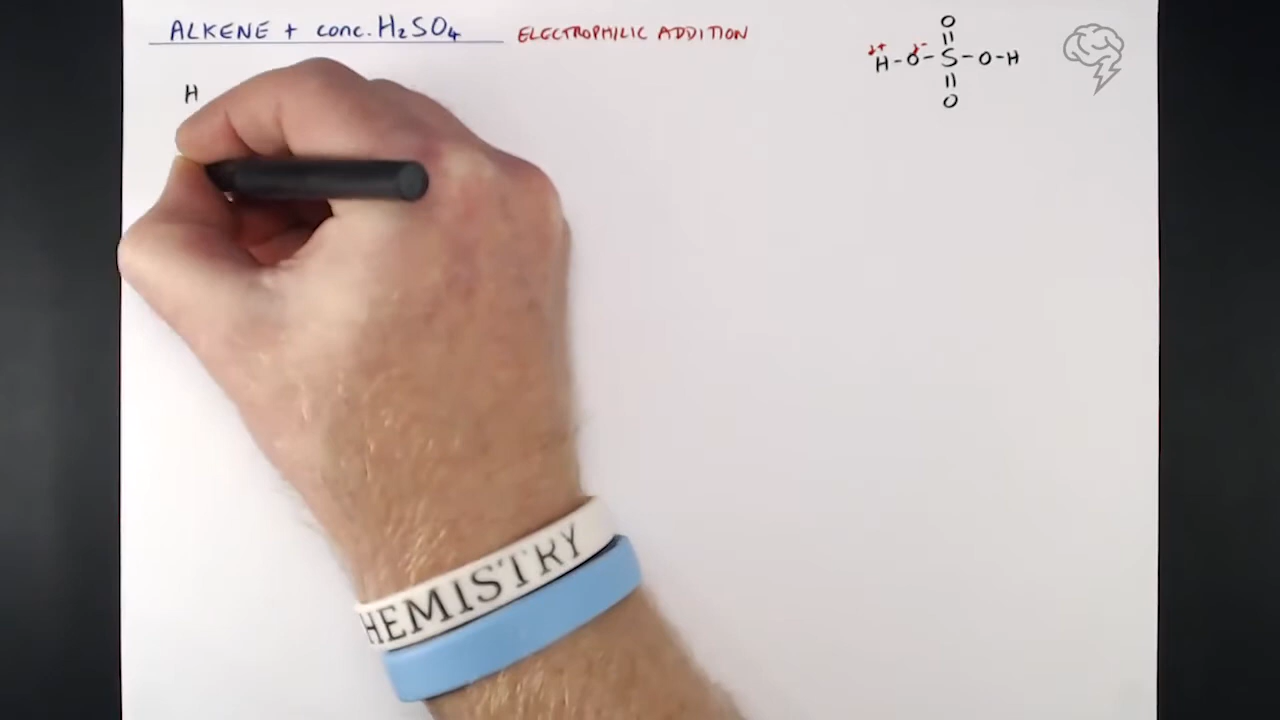 ALKENE + conc. H₂SO₄ ELECTROPHILIC ADDITION
O
||
δ+ δ-
H-O-S-O-H
||
O
H
HEMISTRY